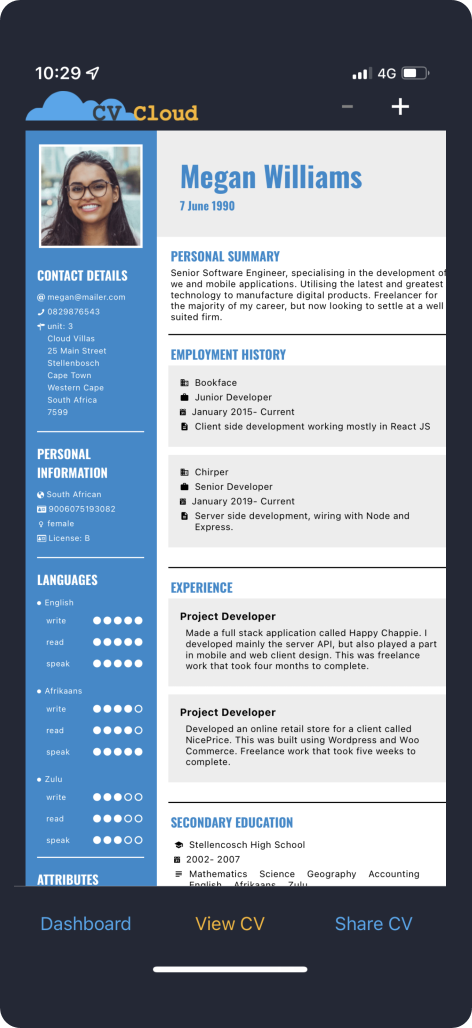 10:29
4G
CV Cloud
Megan Williams
7 June 1990
CONTACT DETAILS
megan@mailer.com
0829876543
unit: 3
Cloud Villas
25 Main Street
Stellenbosch
Cape Town
Western Cape
South Africa
7599
PERSONAL
INFORMATION
South African
9006075193082
female
License: B
LANGUAGES
English
write
read
speak
Afrikaans
write
read
speak
Zulu
write
read
speak
ATTRIBUTES
PERSONAL SUMMARY
Senior Software Engineer, specialising in the development of
we and mobile applications. Utilising the latest and greatest
technology to manufacture digital products. Freelancer for
the majority of my career, but now looking to settle at a well
suited firm.
EMPLOYMENT HISTORY
Bookface
Junior Developer
January 2015- Current
Client side development working mostly in React JS
Chirper
Senior Developer
January 2019- Current
Server side development, wiring with Node and
Express.
EXPERIENCE
Project Developer
Made a full stack application called Happy Chappie. I
developed mainly the server API, but also played a part
in mobile and web client design. This was freelance
work that took four months to complete.
Project Developer
Developed an online retail store for a client called
NicePrice. This was built using Wordpress and Woo
Commerce. Freelance work that took five weeks to
complete.
SECONDARY EDUCATION
Stellencosch High School
2002- 2007
Mathematics Science Geography Accounting
English Afrikaans Zulu
Dashboard
View CV
Share CV